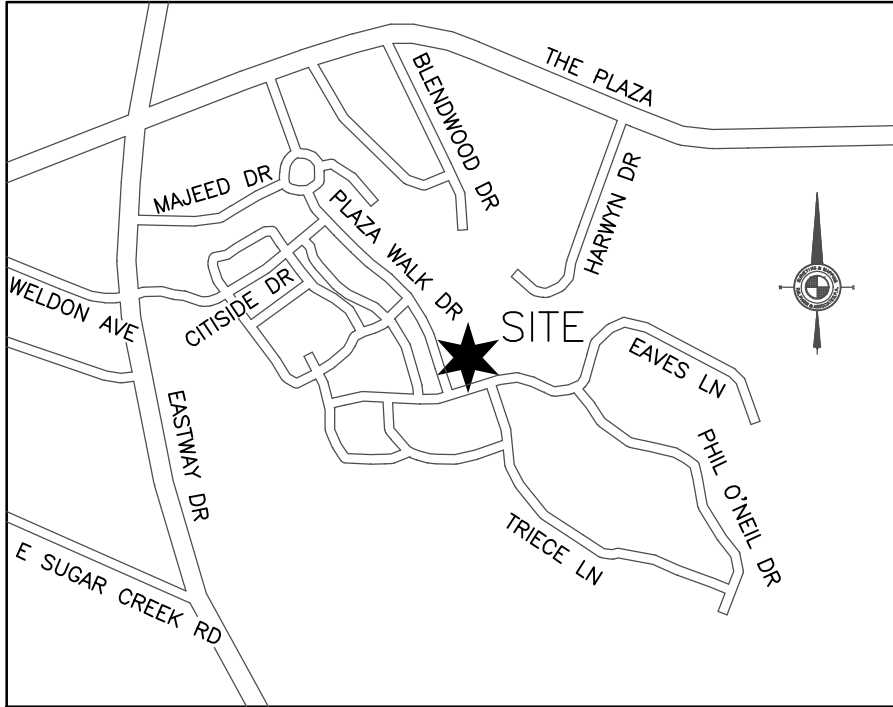 THE PLAZA
BLENDWOOD DR
HARWYN DR
MAJEED DR
PLAZA WALK DR
WELDON AVE
CITISIDE DR
SITE
EAVES LN
EASTWAY DR
PHIL O'NEIL DR
TRIECE LN
E SUGAR CREEK RD